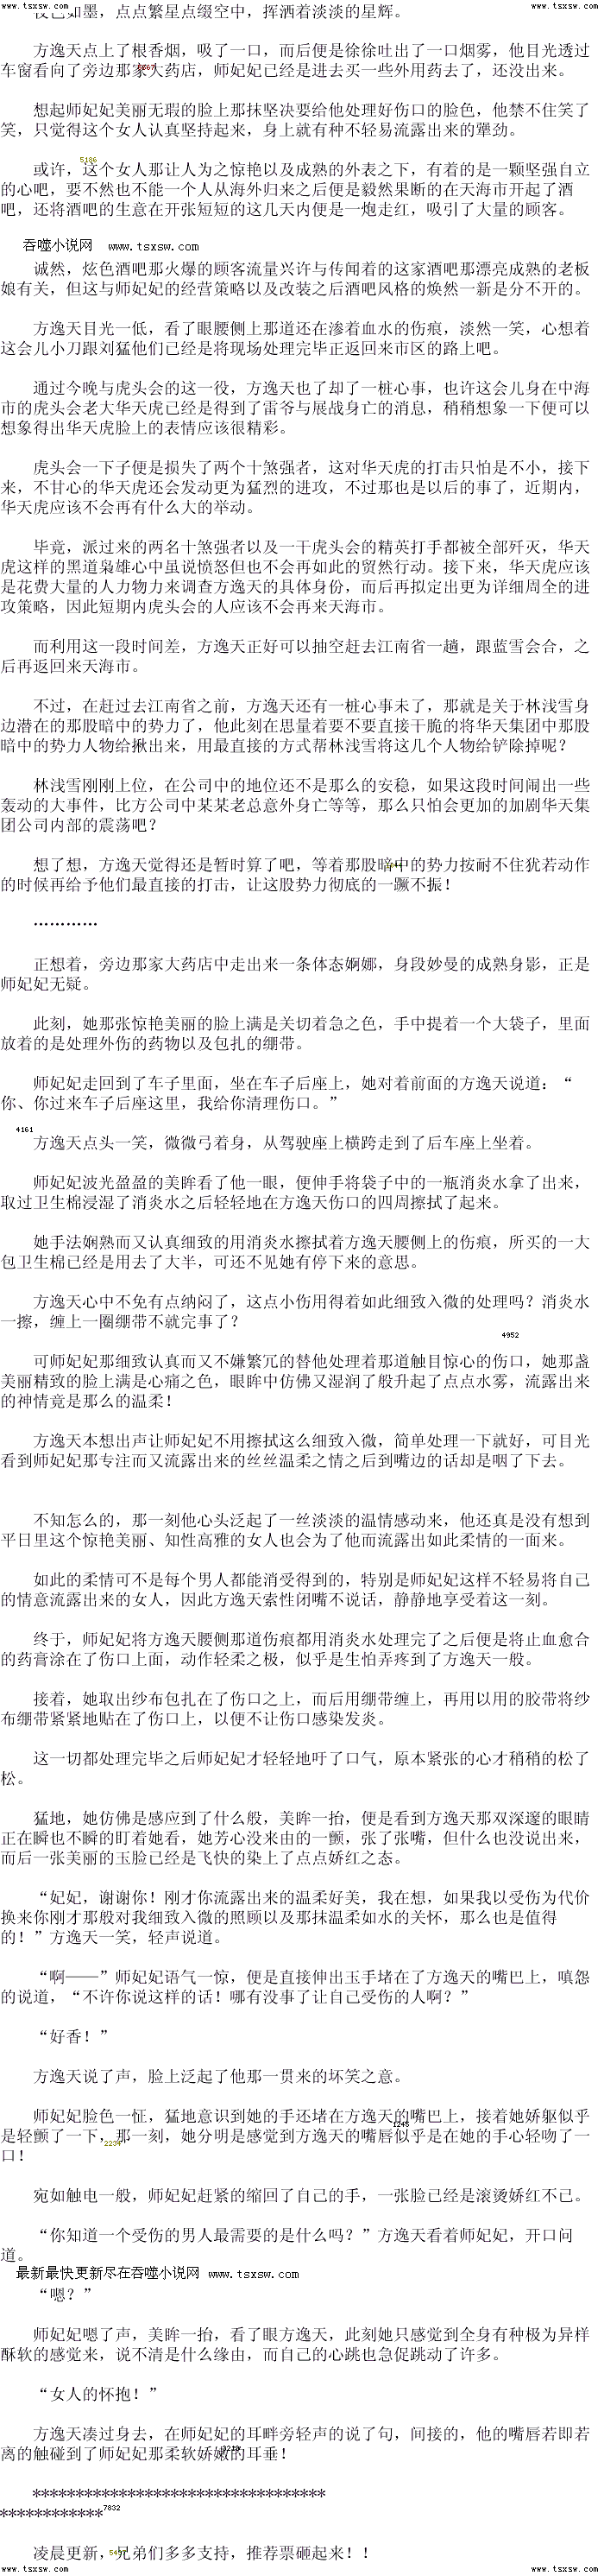 www.tsxsw.com www.tsxsw.com
夜已如墨，点点繁星点缀空中，挥洒着淡淡的星辉。
方逸天点上了根香烟，吸了一口，而后便是徐徐吐出了一口烟雾，他目光透过
车窗看向了旁边那家大药店，师妃妃已经是进去买一些外用药去了，还没出来。
想起师妃妃美丽无瑕的脸上那抹坚决要给他处理好伤口的脸色，他禁不住笑了
笑，只觉得这个女人认真坚持起来，身上就有种不轻易流露出来的犟劲。
5186
或许，这个女人那让人为之惊艳以及成熟的外表之下，有着的是一颗坚强自立
的心吧，要不然也不能一个人从海外归来之后便是毅然果断的在天海市开起了酒
吧，还将酒吧的生意在开张短短的这几天内便是一炮走红，吸引了大量的顾客。
吞噬小说网 www.tsxsw.com
诚然，炫色酒吧那火爆的顾客流量兴许与传闻着的这家酒吧那漂亮成熟的老板
娘有关，但这与师妃妃的经营策略以及改装之后酒吧风格的焕然一新是分不开的。
方逸天目光一低，看了眼腰侧上那道还在渗着血水的伤痕，淡然一笑，心想着
这会儿小刀跟刘猛他们已经是将现场处理完毕正返回来市区的路上吧。
通过今晚与虎头会的这一役，方逸天也了却了一桩心事，也许这会儿身在中海
市的虎头会老大华天虎已经是得到了雷爷与展战身亡的消息，稍稍想象一下便可以
想象得出华天虎脸上的表情应该很精彩。
虎头会一下子便是损失了两个十煞强者，这对华天虎的打击只怕是不小，接下
来，不甘心的华天虎还会发动更为猛烈的进攻，不过那也是以后的事了，近期内，
华天虎应该不会再有什么大的举动。
毕竟，派过来的两名十煞强者以及一干虎头会的精英打手都被全部歼灭，华天
虎这样的黑道枭雄心中虽说愤怒但也不会再如此的贸然行动。接下来，华天虎应该
是花费大量的人力物力来调查方逸天的具体身份，而后再拟定出更为详细周全的进
攻策略，因此短期内虎头会的人应该不会再来天海市。
而利用这一段时间差，方逸天正好可以抽空赶去江南省一趟，跟蓝雪会合，之
后再返回来天海市。
不过，在赶过去江南省之前，方逸天还有一桩心事未了，那就是关于林浅雪身
边潜在的那股暗中的势力了，他此刻在思量着要不要直接干脆的将华天集团中那股
暗中的势力人物给揪出来，用最直接的方式帮林浅雪将这几个人物给铲除掉呢？
林浅雪刚刚上位，在公司中的地位还不是那么的安稳，如果这段时间闹出一些
轰动的大事件，比方公司中某某老总意外身亡等等，那么只怕会更加的加剧华天集
团公司内部的震荡吧？
想了想，方逸天觉得还是暂时算了吧，等着那股暗中的势力按耐不住犹若动作
的时候再给予他们最直接的打击，让这股势力彻底的一蹶不振！
…………
正想着，旁边那家大药店中走出来一条体态婀娜，身段妙曼的成熟身影，正是
师妃妃无疑。
此刻，她那张惊艳美丽的脸上满是关切着急之色，手中提着一个大袋子，里面
放着的是处理外伤的药物以及包扎的绷带。
师妃妃走回到了车子里面，坐在车子后座上，她对着前面的方逸天说道：“
你、你过来车子后座这里，我给你清理伤口。”
4161
方逸天点头一笑，微微弓着身，从驾驶座上横跨走到了后车座上坐着。
师妃妃波光盈盈的美眸看了他一眼，便伸手将袋子中的一瓶消炎水拿了出来，
取过卫生棉浸湿了消炎水之后轻轻地在方逸天伤口的四周擦拭了起来。
她手法娴熟而又认真细致的用消炎水擦拭着方逸天腰侧上的伤痕，所买的一大
包卫生棉已经是用去了大半，可还不见她有停下来的意思。
方逸天心中不免有点纳闷了，这点小伤用得着如此细致入微的处理吗？消炎水
一擦，缠上一圈绷带不就完事了？
4952
可师妃妃那细致认真而又不嫌繁冗的替他处理着那道触目惊心的伤口，她那盏
美丽精致的脸上满是心痛之色，眼眸中仿佛又湿润了般升起了点点水雾，流露出来
的神情竟是那么的温柔！
方逸天本想出声让师妃妃不用擦拭这么细致入微，简单处理一下就好，可目光
看到师妃妃那专注而又流露出来的丝丝温柔之情之后到嘴边的话却是咽了下去。
不知怎么的，那一刻他心头泛起了一丝淡淡的温情感动来，他还真是没有想到
平日里这个惊艳美丽、知性高雅的女人也会为了他而流露出如此柔情的一面来。
如此的柔情可不是每个男人都能消受得到的，特别是师妃妃这样不轻易将自己
的情意流露出来的女人，因此方逸天索性闭嘴不说话，静静地享受着这一刻。
终于，师妃妃将方逸天腰侧那道伤痕都用消炎水处理完了之后便是将止血愈合
的药膏涂在了伤口上面，动作轻柔之极，似乎是生怕弄疼到了方逸天一般。
接着，她取出纱布包扎在了伤口之上，而后用绷带缠上，再用以用的胶带将纱
布绷带紧紧地贴在了伤口上，以便不让伤口感染发炎。
这一切都处理完毕之后师妃妃才轻轻地吁了口气，原本紧张的心才稍稍的松了
松。
猛地，她仿佛是感应到了什么般，美眸一抬，便是看到方逸天那双深邃的眼睛
正在瞬也不瞬的盯着她看，她芳心没来由的一颤，张了张嘴，但什么也没说出来，
而后一张美丽的玉脸已经是飞快的染上了点点娇红之态。
“妃妃，谢谢你！刚才你流露出来的温柔好美，我在想，如果我以受伤为代价
换来你刚才那般对我细致入微的照顾以及那抹温柔如水的关怀，那么也是值得
的！”方逸天一笑，轻声说道。
“啊——”师妃妃语气一惊，便是直接伸出玉手堵在了方逸天的嘴巴上，嗔怨
的说道，“不许你说这样的话！哪有没事了让自己受伤的人啊？”
“好香！”
方逸天说了声，脸上泛起了他那一贯来的坏笑之意。
师妃妃脸色一怔，猛地意识到她的手还堵在方逸天的嘴巴上，接着她娇躯似乎
1245
是轻颤了一下，那一刻，她分明是感觉到方逸天的嘴唇似乎是在她的手心轻吻了一
2234
口！
宛如触电一般，师妃妃赶紧的缩回了自己的手，一张脸已经是滚烫娇红不已。
“你知道一个受伤的男人最需要的是什么吗？”方逸天看着师妃妃，开口问
道。
最新最快更新尽在吞噬小说网 www.tsxsw.com
“嗯？”
师妃妃嗯了声，美眸一抬，看了眼方逸天，此刻她只感觉到全身有种极为异样
酥软的感觉来，说不清是什么缘由，而自己的心跳也急促跳动了许多。
“女人的怀抱！”
方逸天凑过身去，在师妃妃的耳畔旁轻声的说了句，间接的，他的嘴唇若即若
离的触碰到了师妃妃那柔软娇嫩的耳垂！
**********************************
************7832
凌晨更新，兄弟们多多支持，推荐票砸起来！！
www.tsxsw.com www.tsxsw.com